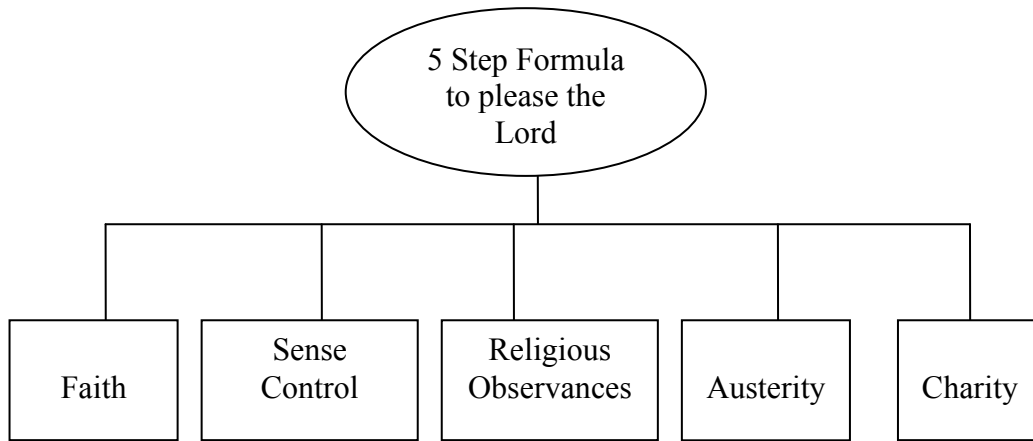 5 Step Formula
to please the
Lord
Faith
Sense
Control
Religious
Observances
Austerity
Charity